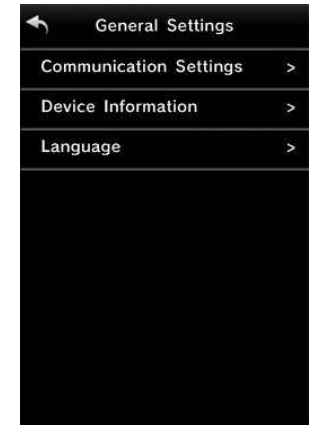 General Settings
Communication Settings >
Device Information >
Language >